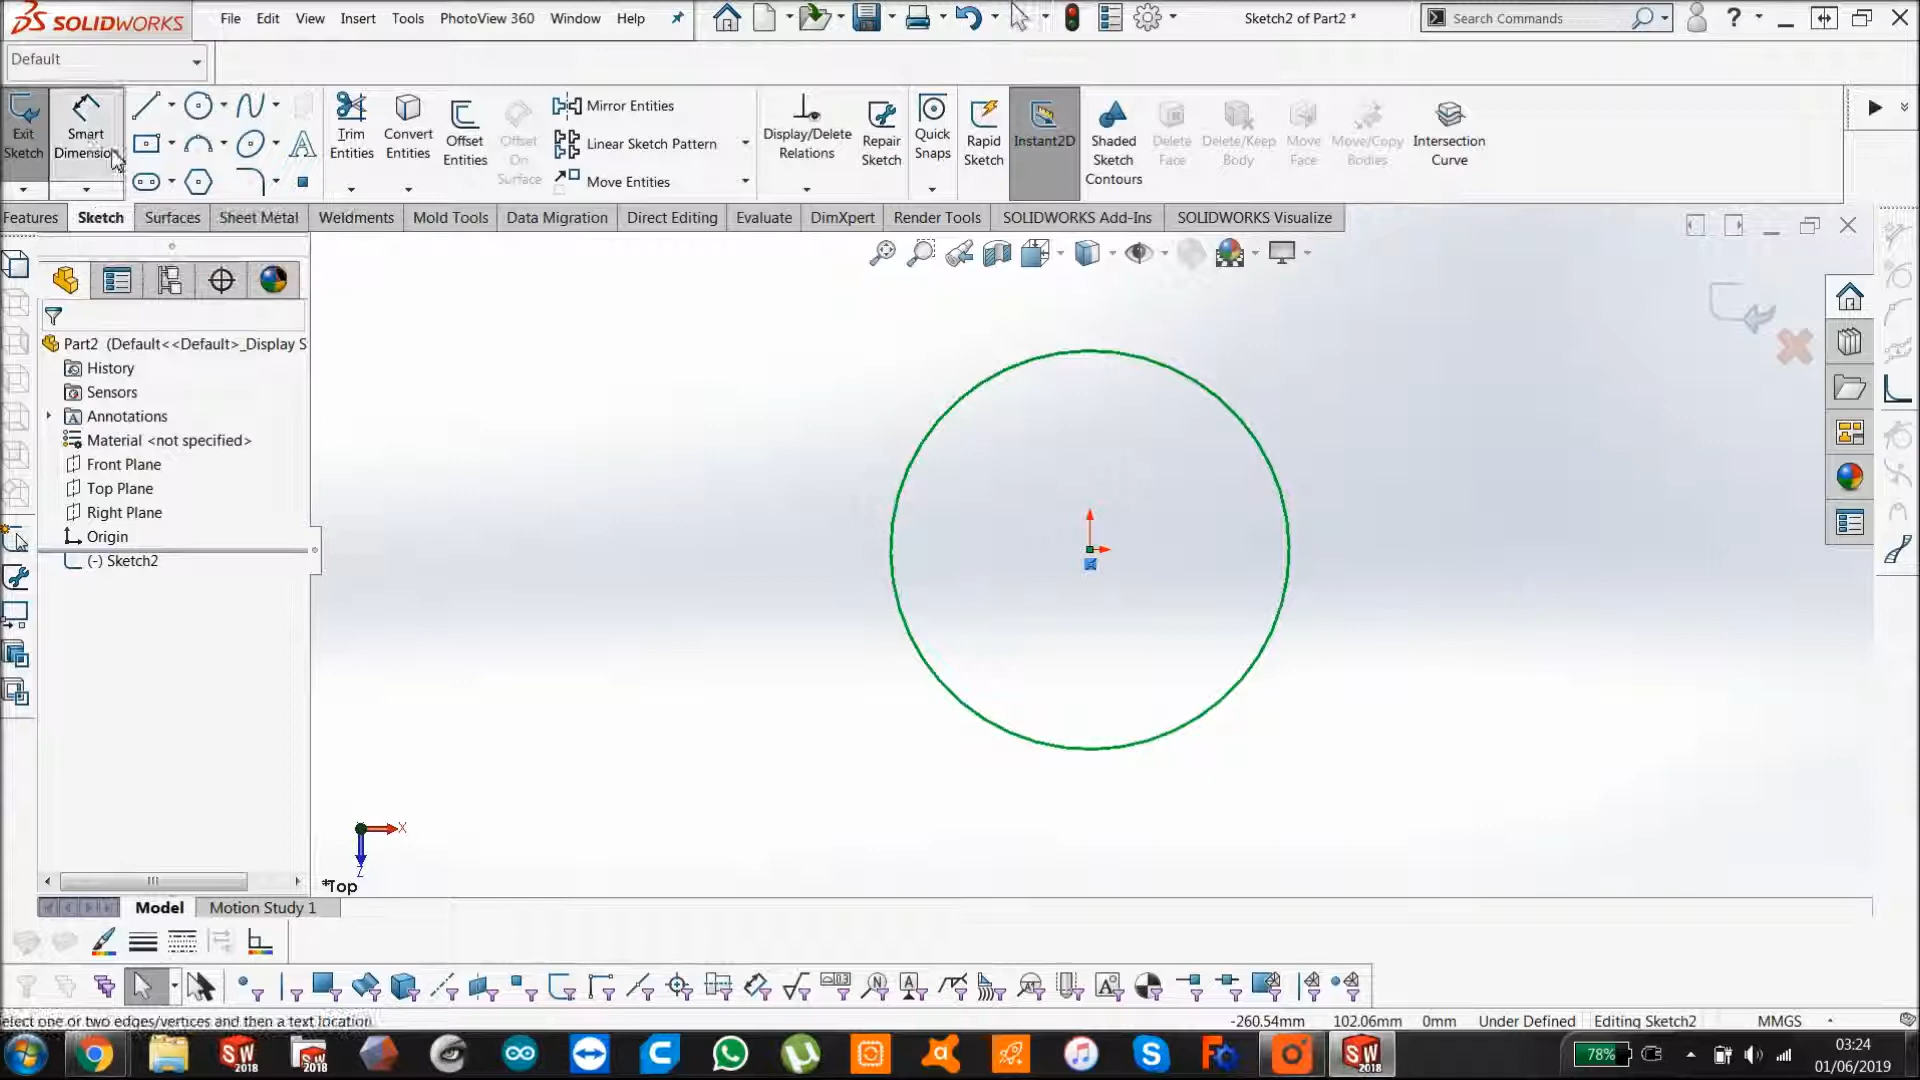 SOLIDWORKS
File Edit View Insert Tools PhotoView 360 Window Help
Sketch2 of Part2 *
Search Commands
?
Default
Exit Sketch
Smart Dimension
Trim Entities
Convert Entities
Offset Entities
Offset On Surface
Mirror Entities
Linear Sketch Pattern
Move Entities
Display/Delete Relations
Repair Sketch
Quick Snaps
Rapid Sketch
Instant2D
Shaded Sketch Contours
Delete Face
Delete/Keep Body
Move Face
Move/Copy Bodies
Intersection Curve
Features Sketch Surfaces Sheet Metal Weldments Mold Tools Data Migration Direct Editing Evaluate DimXpert Render Tools SOLIDWORKS Add-Ins SOLIDWORKS Visualize
Part2 (Default<<Default>_Display S
History
Sensors
Annotations
Material <not specified>
Front Plane
Top Plane
Right Plane
Origin
(-) Sketch2
X
Z
*Top
Model Motion Study 1
elect one or two edges/vertices and then a text location
-260.54mm 102.06mm 0mm Under Defined Editing Sketch2 MMGS
SW 2018
2018
SW 2018
78%
03:24
01/06/2019